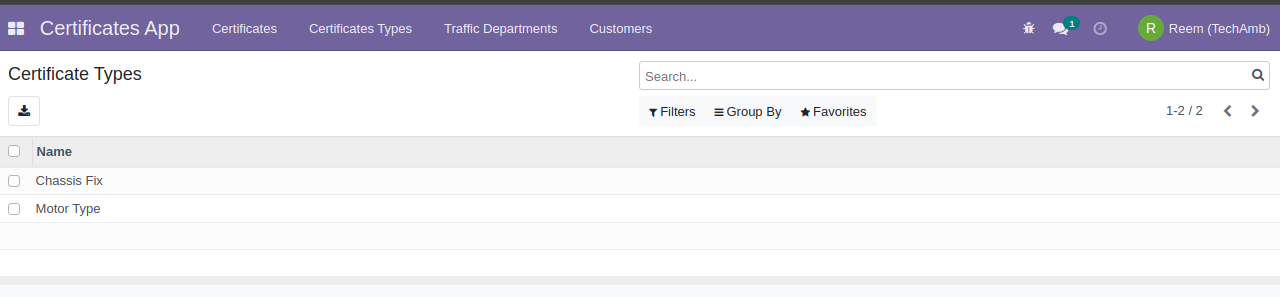 Certificates App Certificates Certificates Types Traffic Departments Customers 1 R Reem (TechAmb)
Certificate Types Search...
Filters Group By Favorites 1-2 / 2
Name
Chassis Fix
Motor Type